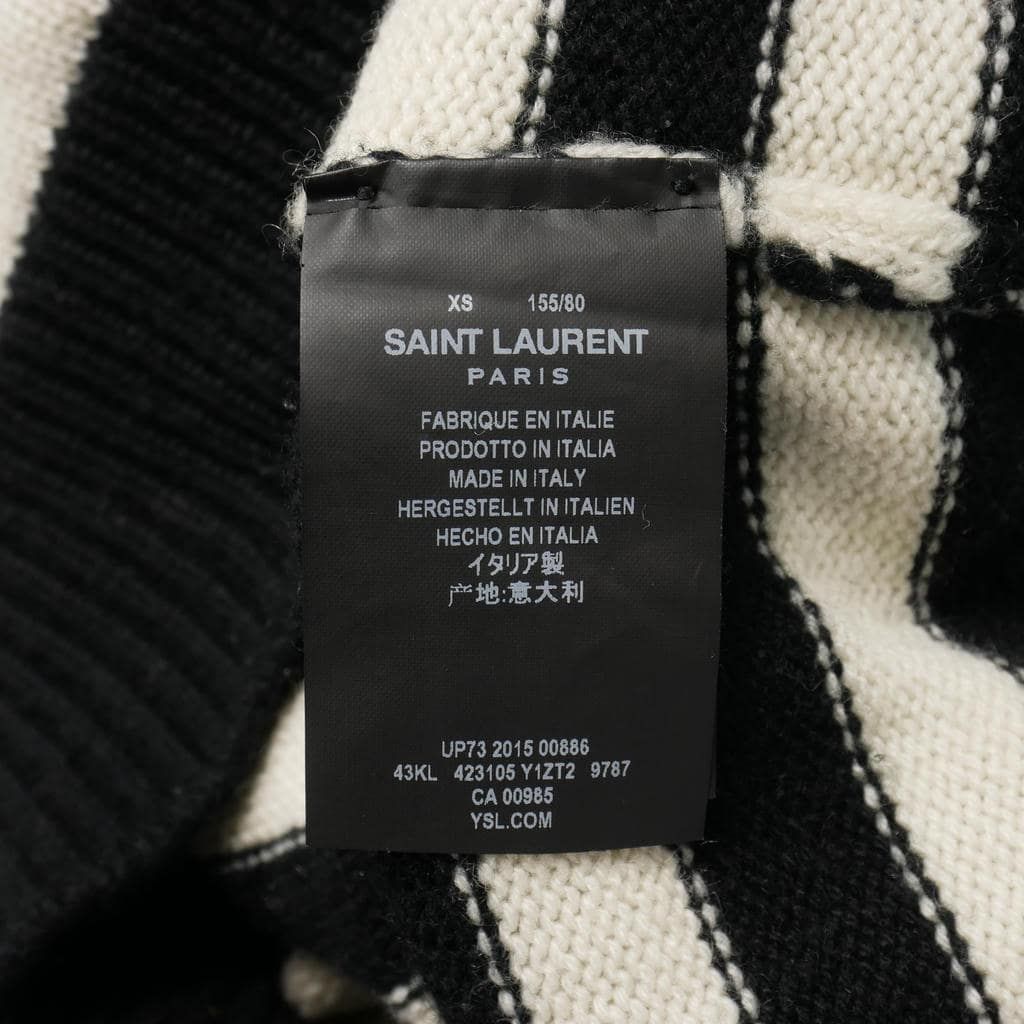 XS 155/80
SAINT LAURENT
PARIS
FABRIQUE EN ITALIE
PRODOTTO IN ITALIA
MADE IN ITALY
HERGESTELLT IN ITALIEN
HECHO EN ITALIA
イタリア製
产地:意大利
UP73 2015 00886
43KL 423105 Y1ZT2 9787
CA 00985
YSL.COM